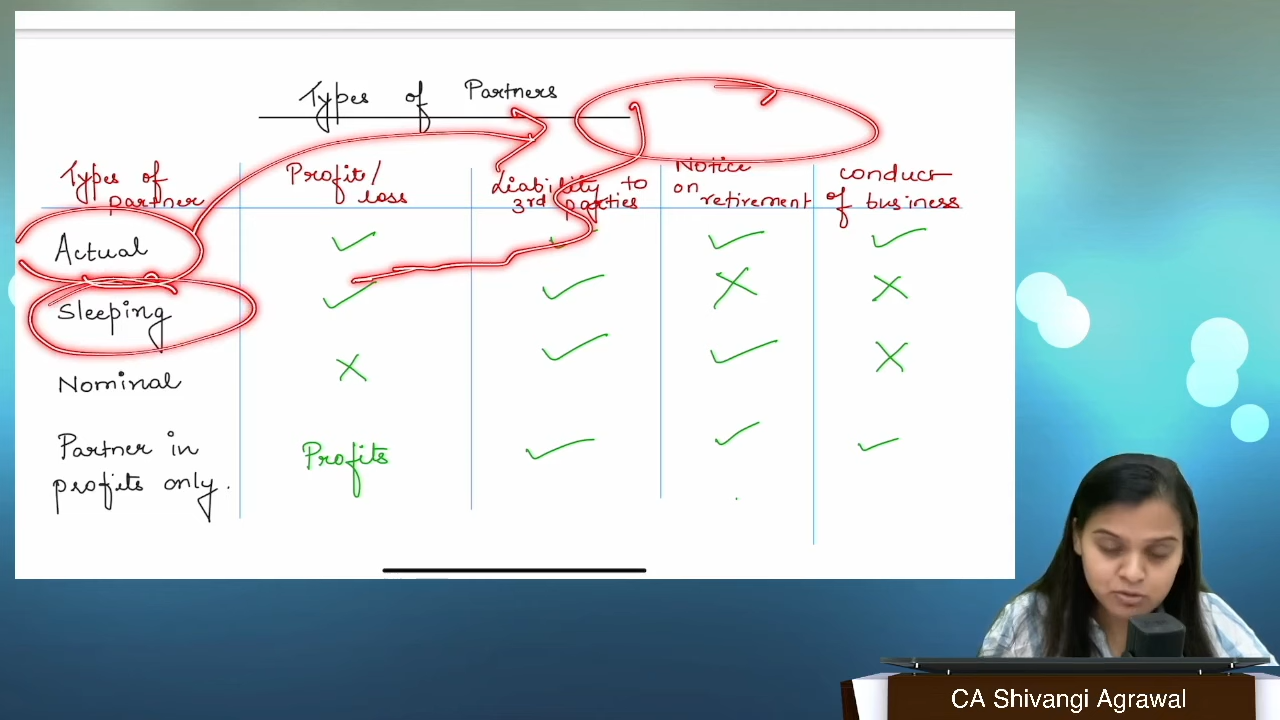 Types of Partners
Types of partner
Profit/ loss
Liability to 3rd parties
Notice on retirement
conduct of business
Actual ✓ ✓ ✓ ✓
Sleeping ✓ ✓ ✗ ✗
Nominal ✗ ✓ ✓ ✗
Partner in profits only. Profits ✓ ✓ ✓
CA Shivangi Agrawal